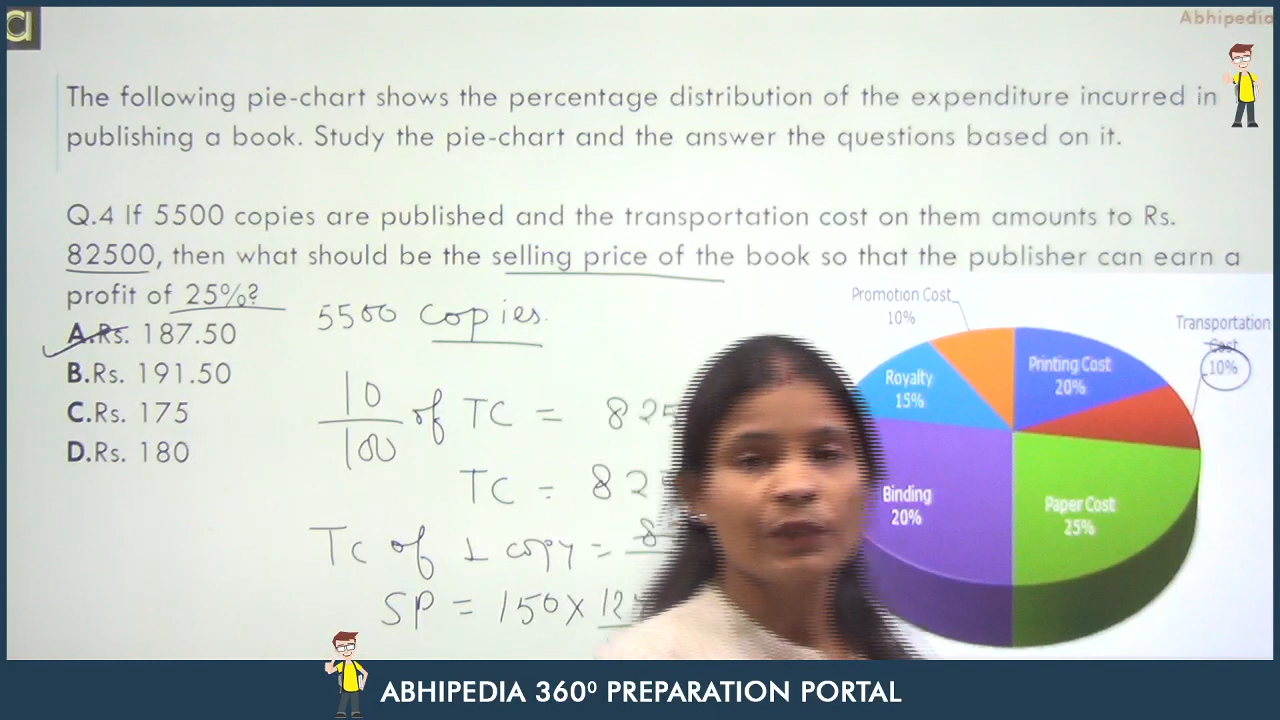 Abhipedia
The following pie-chart shows the percentage distribution of the expenditure incurred in
publishing a book. Study the pie-chart and the answer the questions based on it.
Q.4 If 5500 copies are published and the transportation cost on them amounts to Rs.
82500, then what should be the selling price of the book so that the publisher can earn a
profit of 25%?
A.Rs. 187.50
B.Rs. 191.50
C.Rs. 175
D.Rs. 180
5500 copies.
10
100
of TC = 825
TC = 825
TC of 1 copy = 8
SP = 150 × 12
Promotion Cost
10%
Transportation
Cost
10%
Printing Cost
20%
Royalty
15%
Binding
20%
Paper Cost
25%
ABHIPEDIA 360⁰ PREPARATION PORTAL